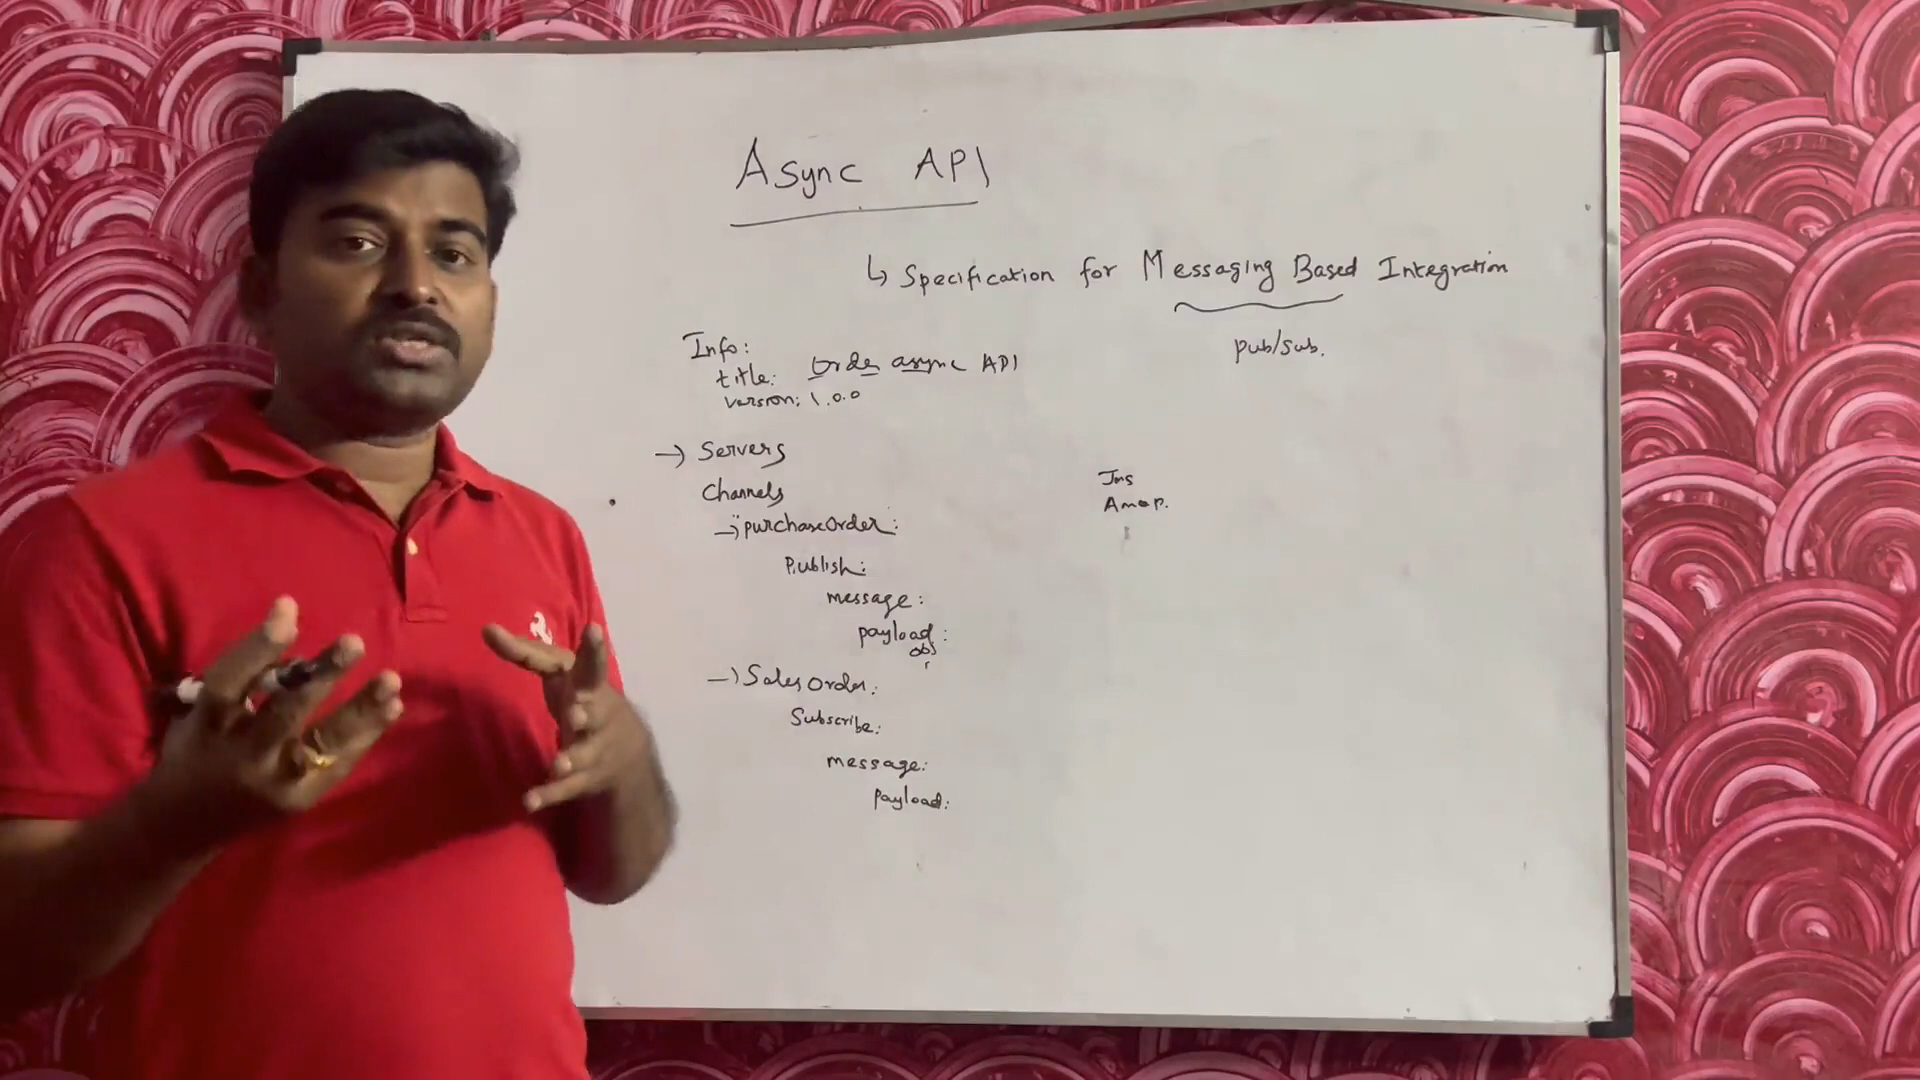 Async API
↳ Specification for Messaging Based Integration
pub/sub.
Info:
title: Order async API
version: 1.0.0
→ Servers
Channels
→ purchaseOrder:
Publish:
message:
payload:
obj
→ Sales Order:
Subscribe:
message:
payload:
Jms
Amqp.